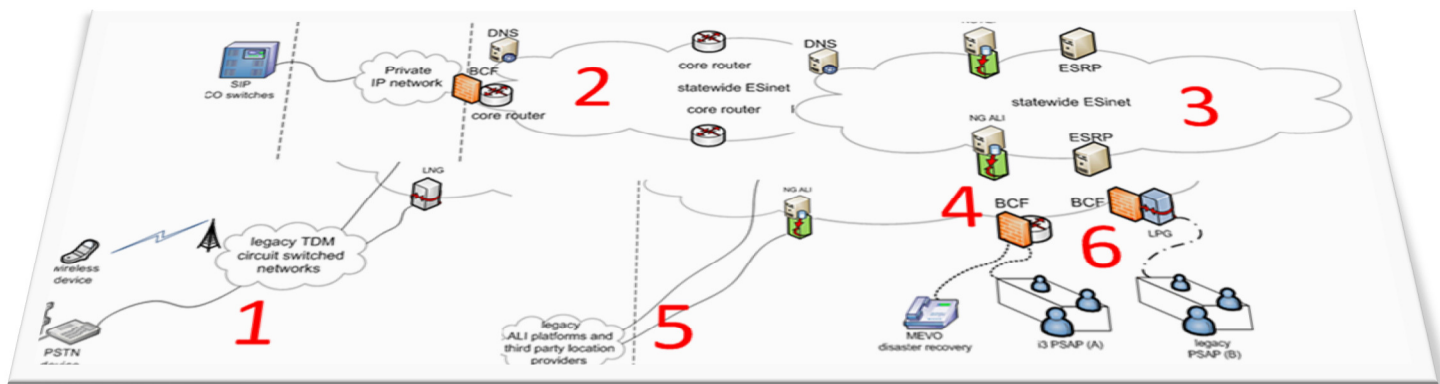 DNS
BCF
SIP
CO switches
Private
IP network
core router
2
core router
statewide ESinet
core router
DNS
ESRP
statewide ESinet
3
NG ALI
ESRP
LNG
wireless
device
legacy TDM
circuit switched
networks
1
PSTN
NG ALI
4
BCF
BCF
LPG
6
5
legacy
ALI platforms and
third party location
providers
MEVO
disaster recovery
i3 PSAP (A)
legacy
PSAP (B)